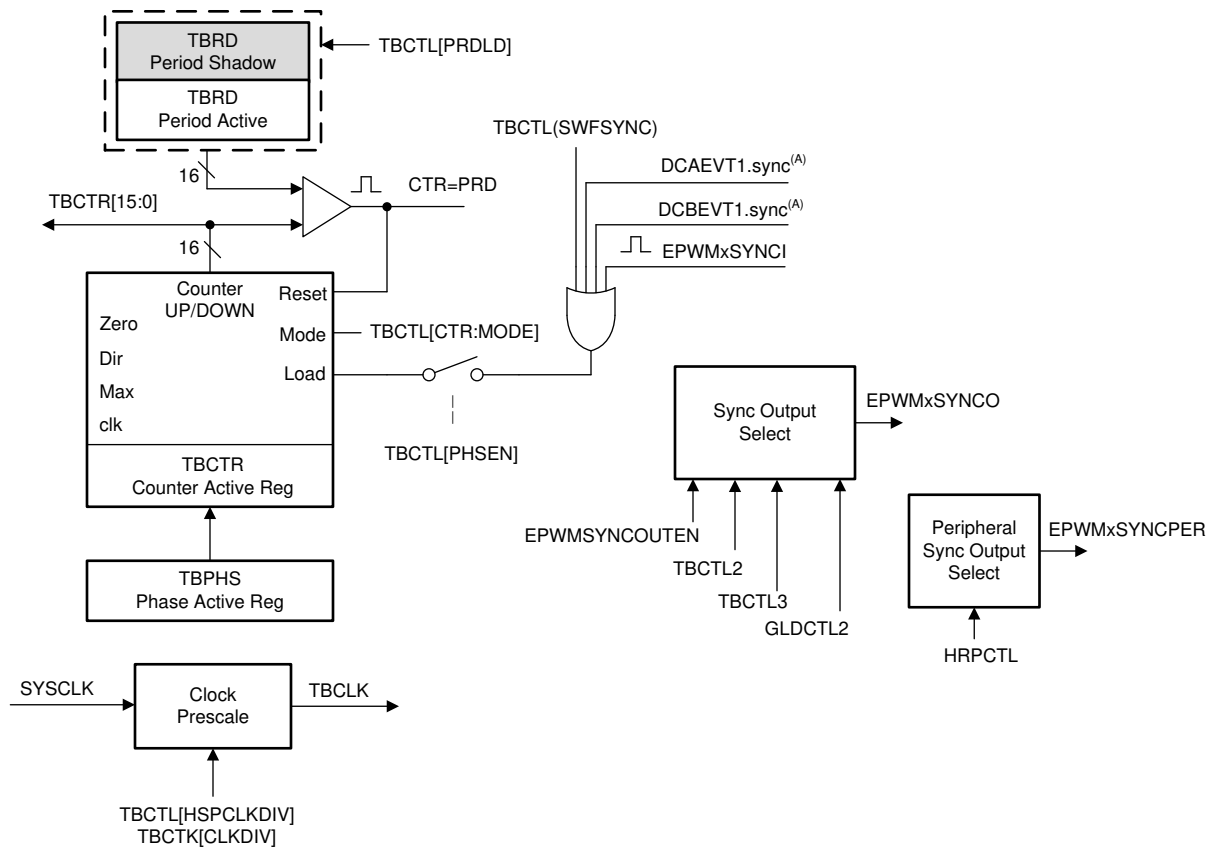 TBRD
Period Shadow
TBCTL[PRDLD]
TBRD
Period Active
16
CTR=PRD
TBCTR[15:0]
16
Counter
UP/DOWN
Reset
Zero
Mode
TBCTL[CTR:MODE]
Dir
Load
Max
clk
TBCTL[PHSEN]
TBCTR
Counter Active Reg
TBPHS
Phase Active Reg
TBCTL(SWFSYNC)
DCAEVT1.sync(A)
DCBEVT1.sync(A)
EPWMxSYNCI
Sync Output
Select
EPWMxSYNCO
EPWMSYNCOUTEN
TBCTL2
TBCTL3
GLDCTL2
Peripheral
Sync Output
Select
EPWMxSYNCPER
HRPCTL
SYSCLK
Clock
Prescale
TBCLK
TBCTL[HSPCLKDIV]
TBCTK[CLKDIV]